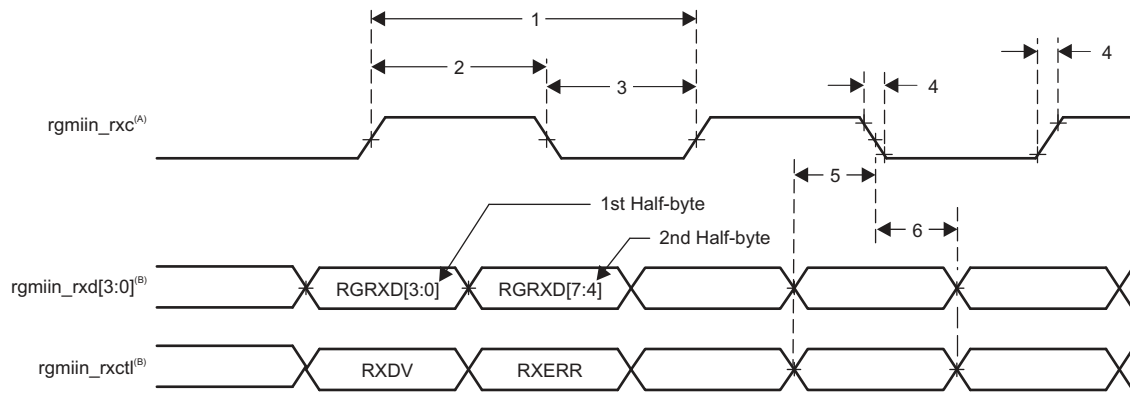 1
2
3
4
4
rgmiin_rxc(A)
5
1st Half-byte
6
2nd Half-byte
rgmiin_rxd[3:0](B)
RGRXD[3:0]
RGRXD[7:4]
rgmiin_rxctl(B)
RXDV
RXERR